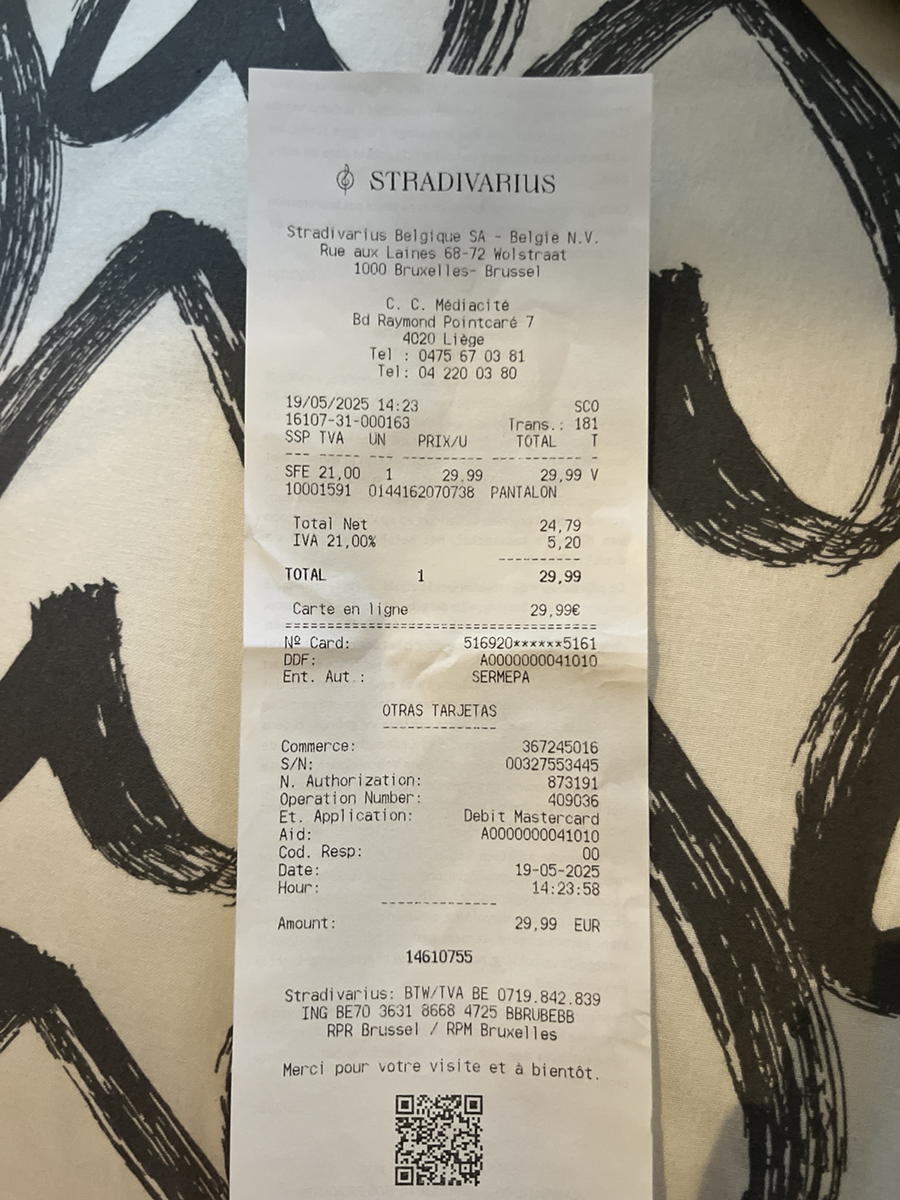 STRADIVARIUS
Stradivarius Belgique SA - Belgie N.V.
Rue aux Laines 68-72 Wolstraat
1000 Bruxelles- Brussel
C. C. Médiacité
Bd Raymond Pointcaré 7
4020 Liège
Tel : 0475 67 03 81
Tel: 04 220 03 80
19/05/2025 14:23 SCO
16107-31-000163 Trans.: 181
SSP TVA UN PRIX/U TOTAL T
--- ----- --- ---------- ---------- -
SFE 21,00 1 29,99 29,99 V
10001591 0144162070738 PANTALON
Total Net 24,79
IVA 21,00% 5,20
----------
TOTAL 1 29,99
Carte en ligne 29,99€
======================================
Nº Card: 516920******5161
DDF: A0000000041010
Ent. Aut.: SERMEPA
OTRAS TARJETAS
--------------
Commerce: 367245016
S/N: 00327553445
N. Authorization: 873191
Operation Number: 409036
Et. Application: Debit Mastercard
Aid: A0000000041010
Cod. Resp: 00
Date: 19-05-2025
Hour: 14:23:58
--------------
Amount: 29,99 EUR
14610755
Stradivarius: BTW/TVA BE 0719.842.839
ING BE70 3631 8668 4725 BBRUBEBB
RPR Brussel / RPM Bruxelles
Merci pour votre visite et à bientôt.